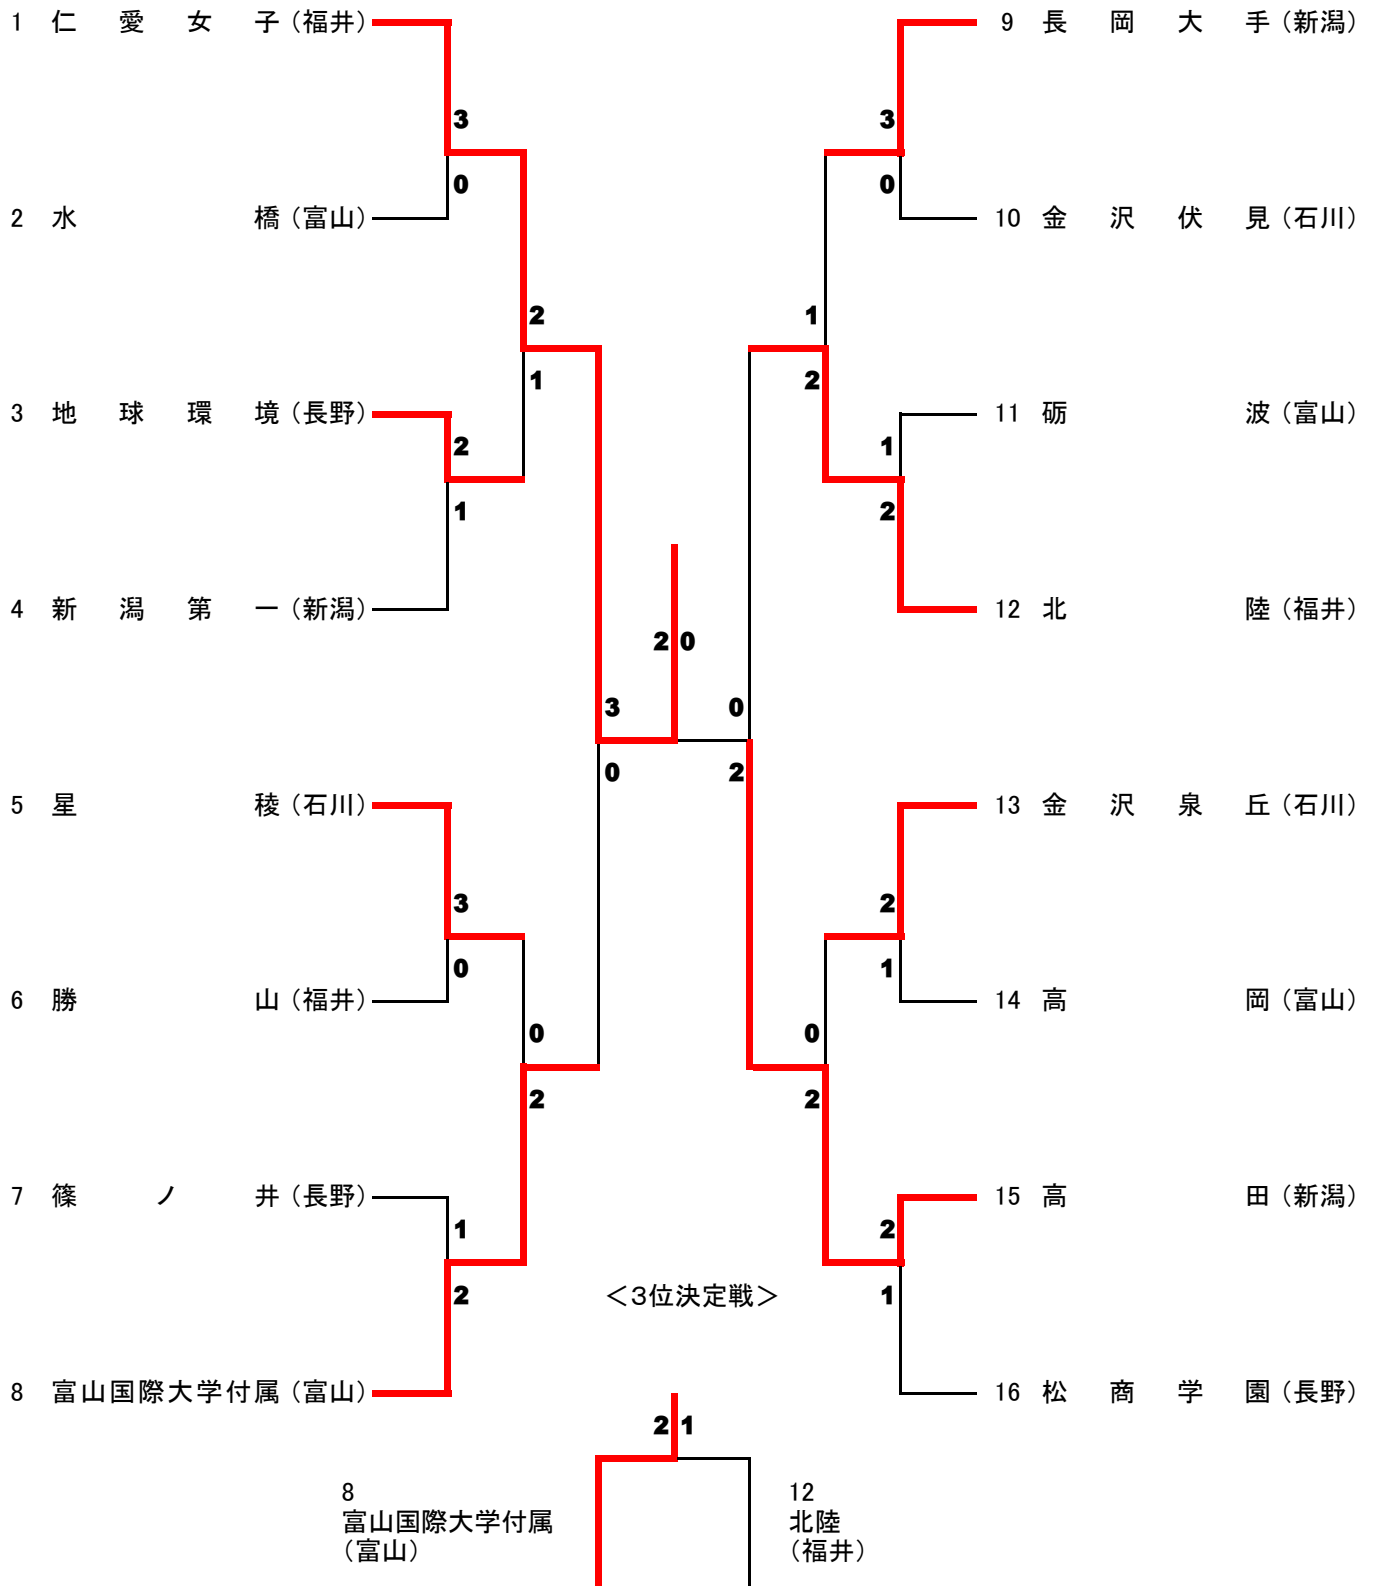 1 仁愛女子(福井)
3
0
2 水橋(富山)
2
1
3 地球環境(長野)
2
1
4 新潟第一(新潟)
3
0
5 星稜(石川)
3
0
6 勝山(福井)
0
2
7 篠ノ井(長野)
1
2
8 富山国際大学付属(富山)
2 0
9 長岡大手(新潟)
3
0
10 金沢伏見(石川)
1
2
11 砺波(富山)
1
2
12 北陸(福井)
0
2
13 金沢泉丘(石川)
2
1
14 高岡(富山)
0
2
15 高田(新潟)
2
1
16 松商学園(長野)
<3位決定戦>
2 1
8
富山国際大学付属
(富山)
12
北陸
(福井)